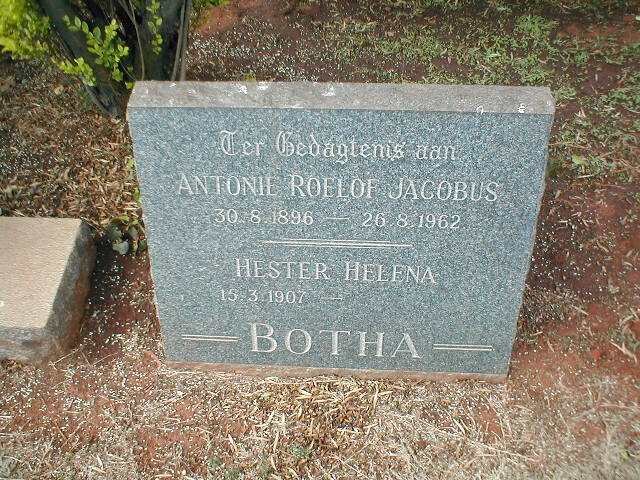 Ter Gedagtenis aan
ANTONIE ROELOF JACOBUS
30.8.1896 — 26.8.1962
HESTER HELENA
15.3.1907 —
BOTHA